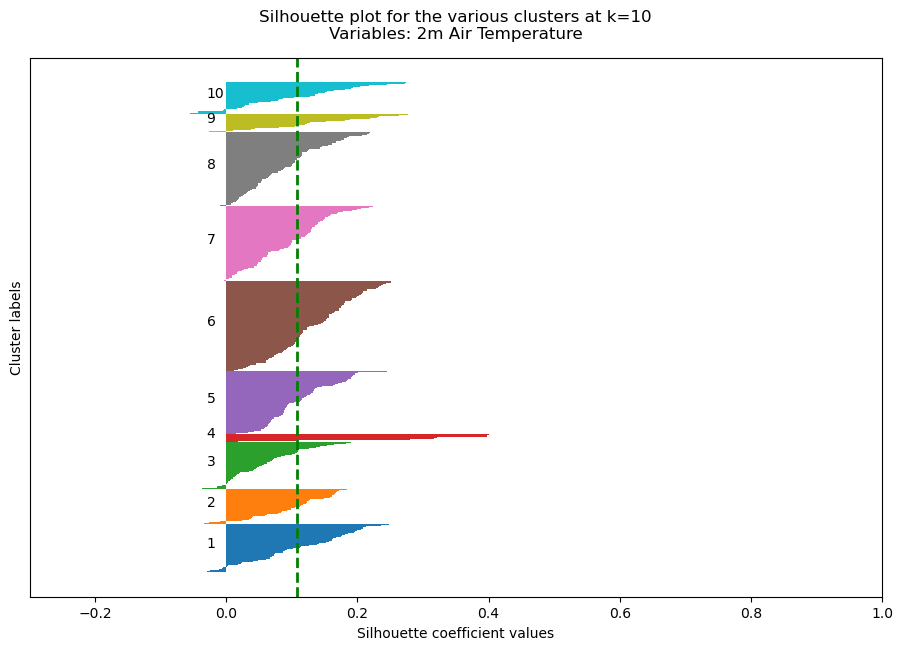 Silhouette plot for the various clusters at k=10
Variables: 2m Air Temperature
Cluster labels
10
9
8
7
6
5
4
3
2
1
−0.2 0.0 0.2 0.4 0.6 0.8 1.0
Silhouette coefficient values